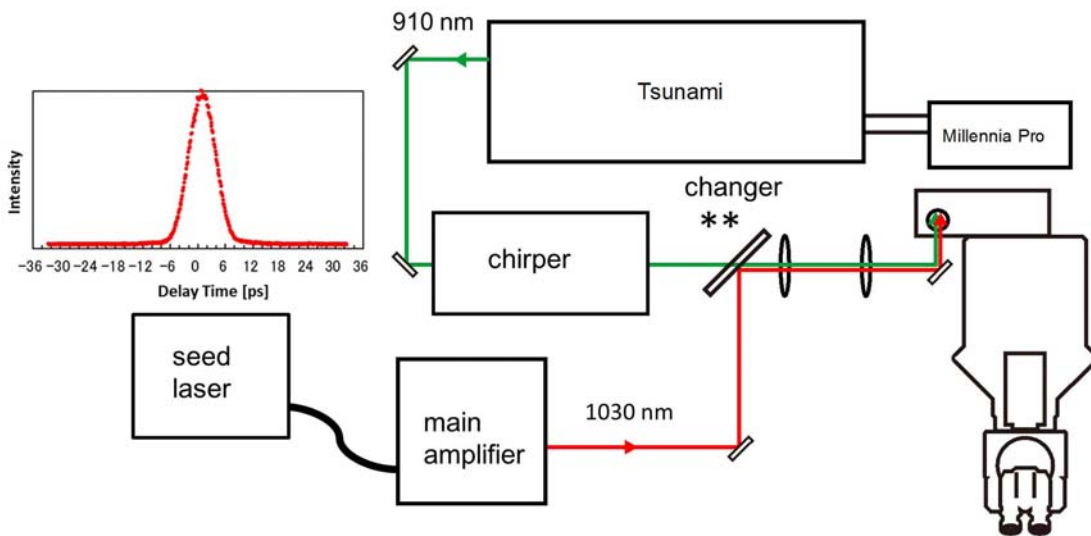 910 nm
Tsunami
Millennia Pro
changer
**
chirper
Intensity
−36−30−24−18−12 −6 0 6 12 18 24 30 36
Delay Time [ps]
seed
laser
main
amplifier
1030 nm